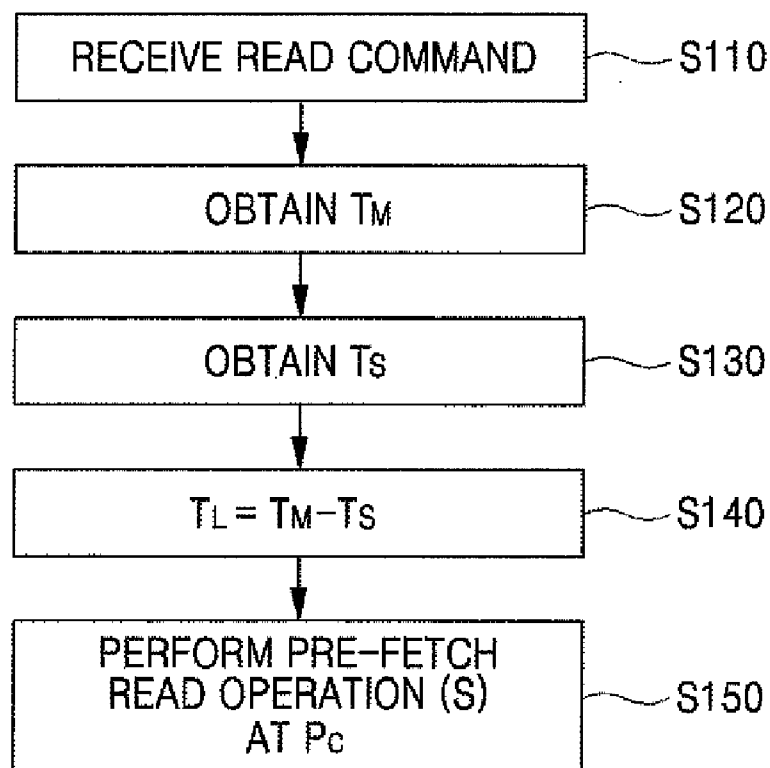 RECEIVE READ COMMAND
S110
OBTAIN TM
S120
OBTAIN TS
S130
TL = TM-TS
S140
PERFORM PRE-FETCH
READ OPERATION (S)
AT PC
S150